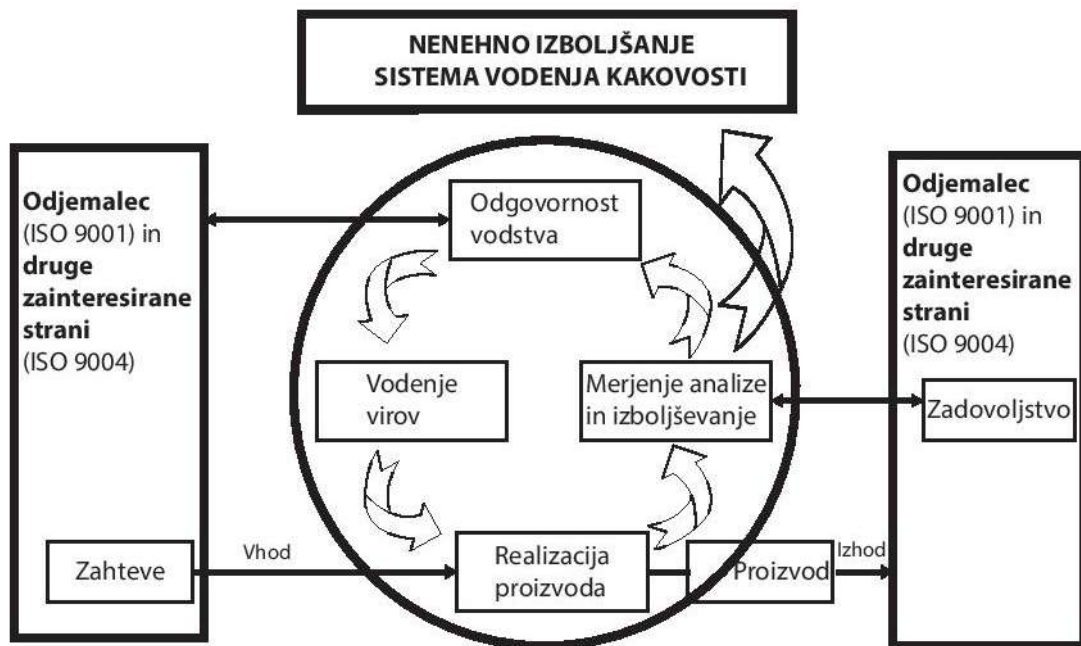 NENEHNO IZBOLJŠANJE
SISTEMA VODENJA KAKOVOSTI
Odjemalec
(ISO 9001) in
druge
zainteresirane
strani
(ISO 9004)
Zahteve
Vhod
Odgovornost
vodstva
Vodenje
virov
Merjenje analize
in izboljševanje
Realizacija
proizvoda
Proizvod
Izhod
Odjemalec
(ISO 9001) in
druge
zainteresirane
strani
(ISO 9004)
Zadovoljstvo